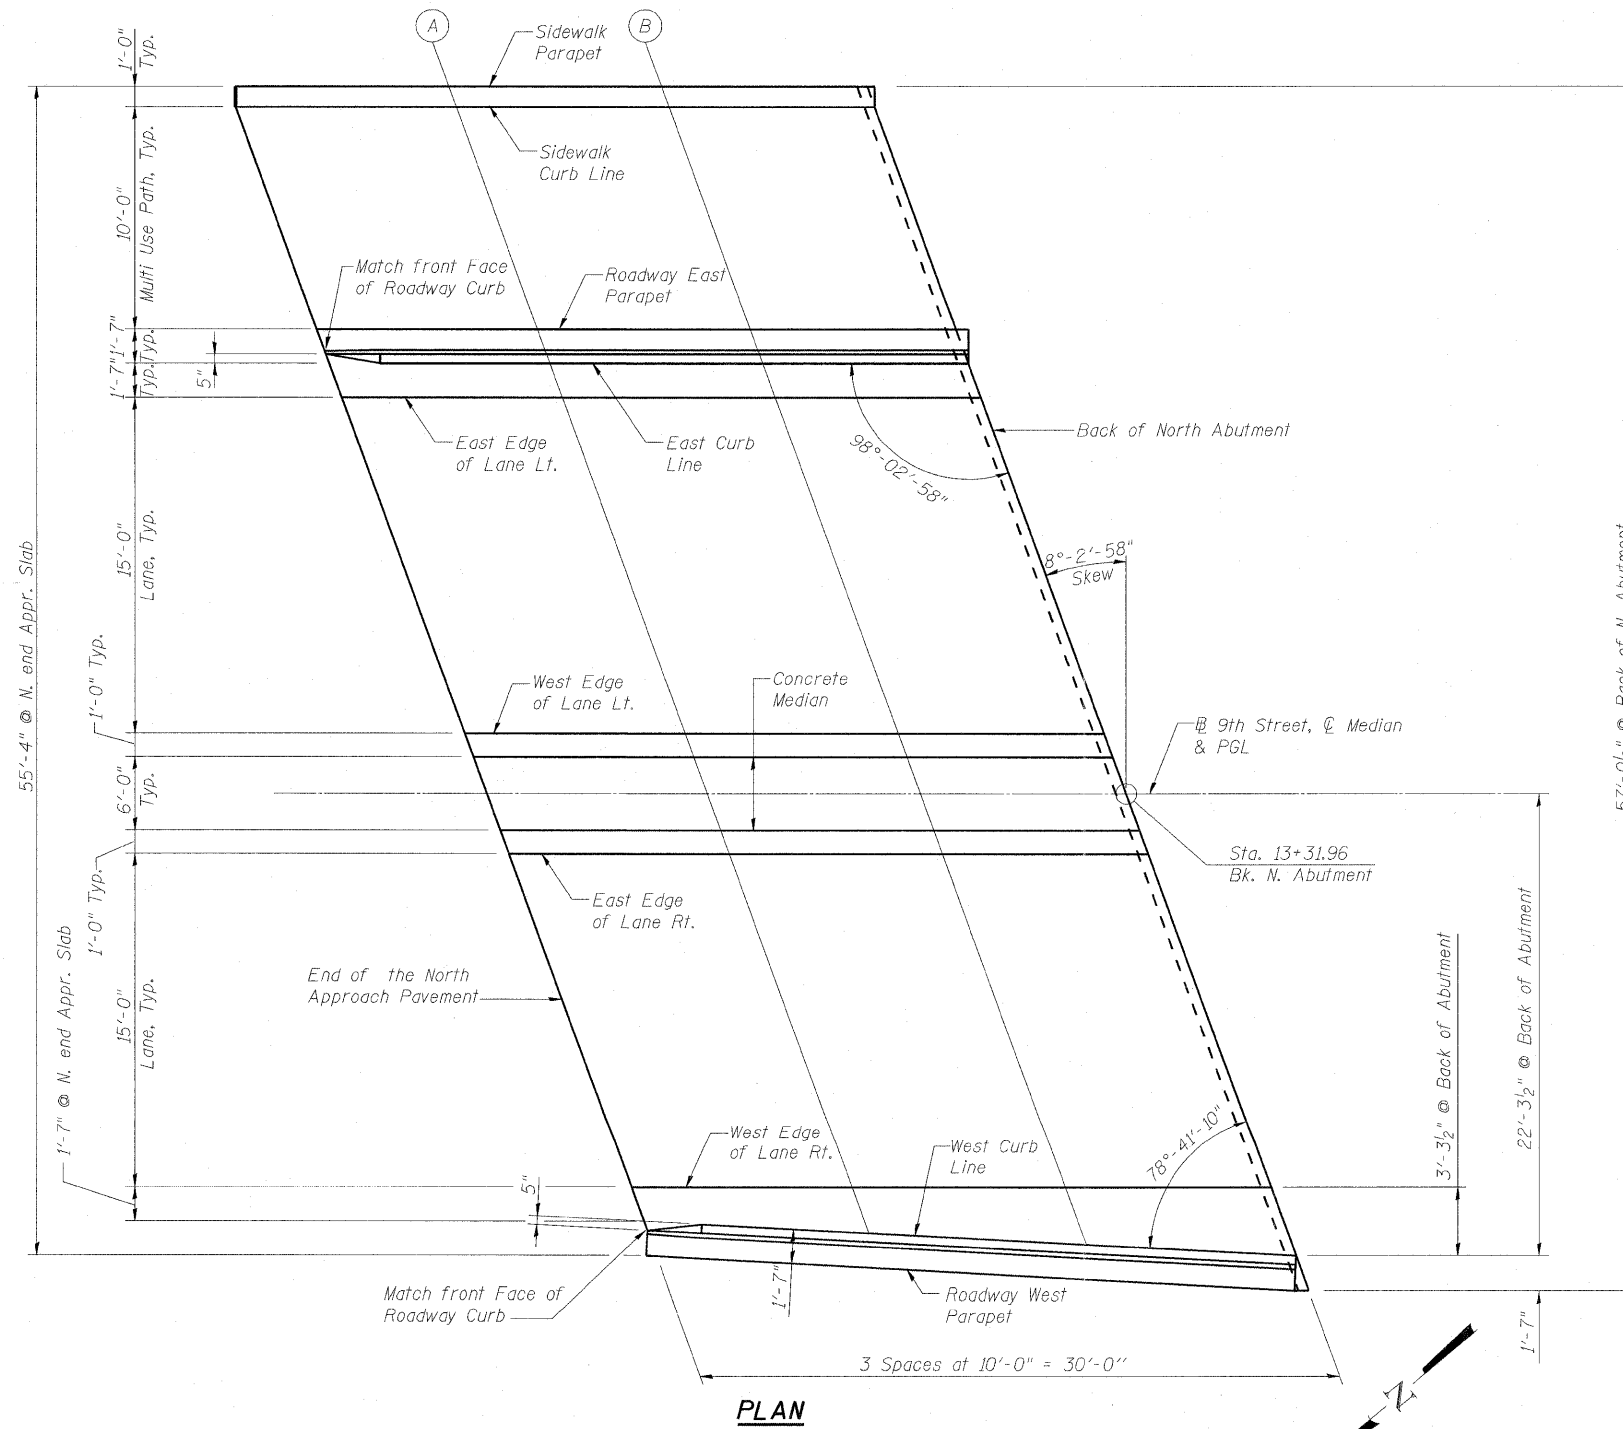 A
B
Sidewalk
Parapet
1'-0"
Typ.
Sidewalk
Curb Line
10'-0"
Multi Use Path, Typ.
Match front Face
of Roadway Curb
Roadway East
Parapet
1'-7"
Typ.
1'-7"
Typ.
5"
East Edge
of Lane Lt.
East Curb
Line
98°-02'-58"
Back of North Abutment
15'-0"
Lane, Typ.
8°-2'-58"
Skew
55'-4" @ N. end Appr. Slab
1'-0" Typ.
West Edge
of Lane Lt.
Concrete
Median
℄ Median
9th Street,
& PGL
6'-0"
Typ.
Sta. 13+31.96
Bk. N. Abutment
1'-0" Typ.
East Edge
of Lane Rt.
End of the North
Approach Pavement
1'-7" @ N. end Appr. Slab
15'-0"
Lane, Typ.
3'-3½" @ Back of Abutment
22'-3½" @ Back of Abutment
West Edge
of Lane Rt.
West Curb
Line
78°-41'-10"
5"
1'-7"
Match front Face of
Roadway Curb
Roadway West
Parapet
1'-7"
3 Spaces at 10'-0" = 30'-0"
N
PLAN